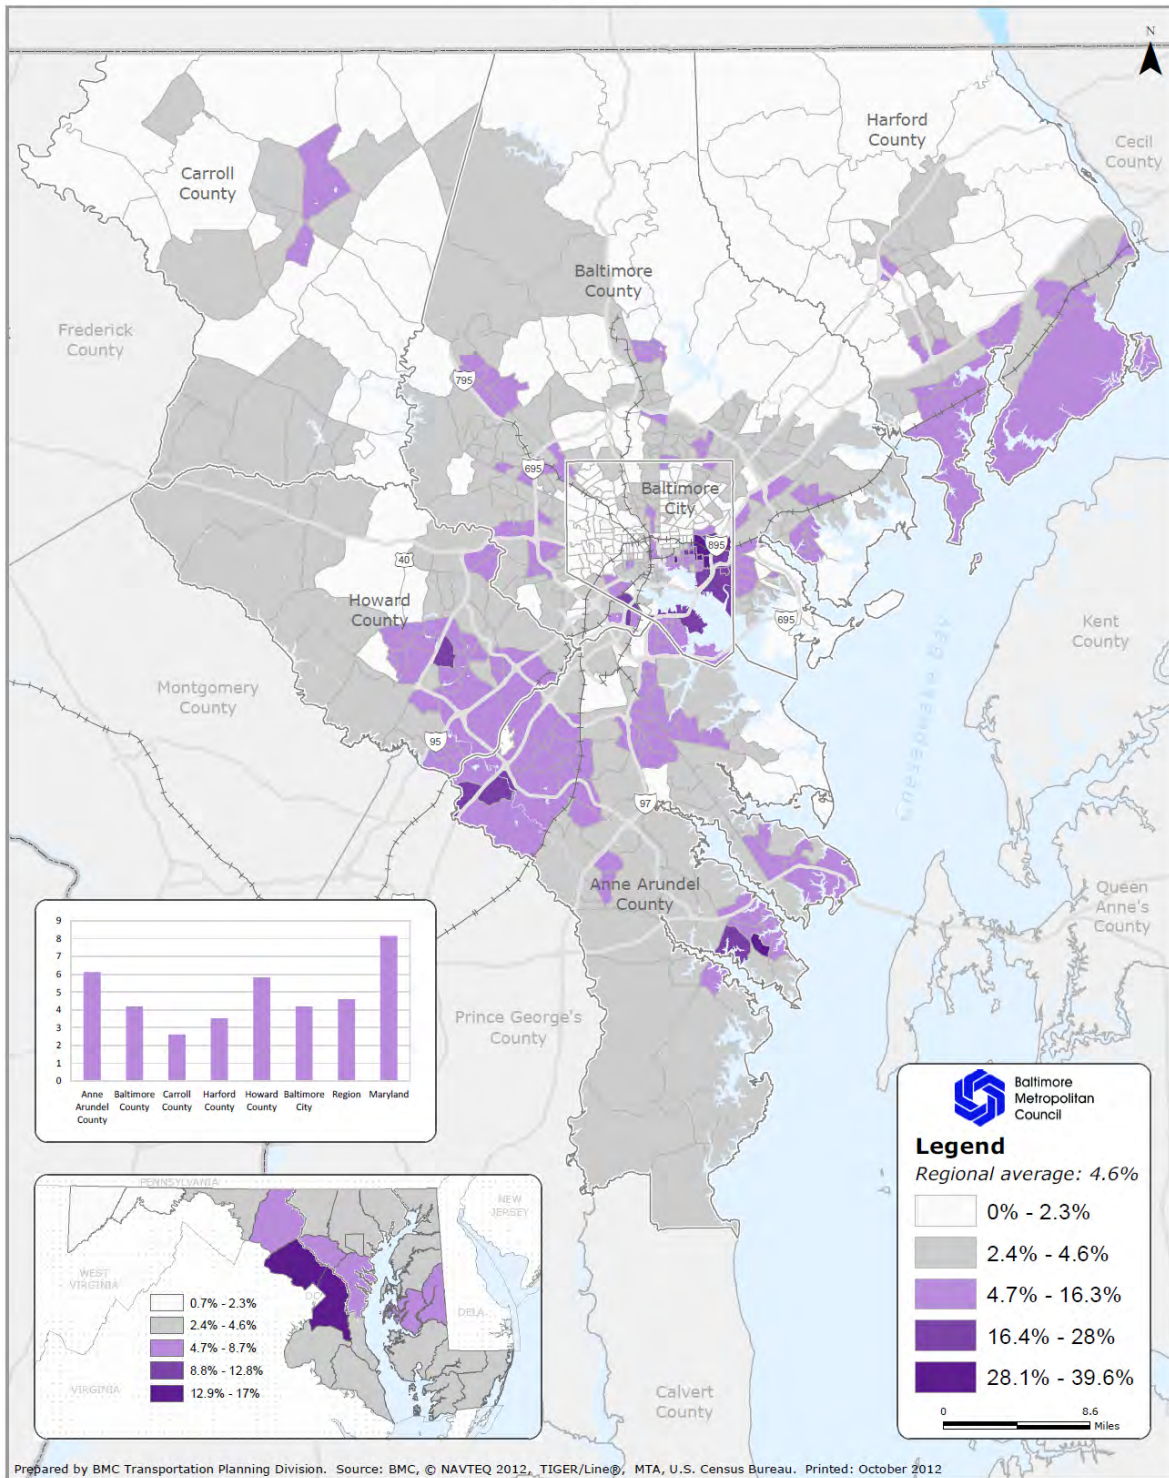 N
Harford
County
Cecil
County
Carroll
County
Baltimore
County
Frederick
County
795
695
Baltimore
City
895
40
Howard
County
695
Kent
County
Montgomery
County
95
Chesapeake Bay
97
Anne Arundel
County
Queen
Anne's
County
Prince George's
County
9
8
7
6
5
4
3
2
1
0
Anne
Arundel
County
Baltimore
County
Carroll
County
Harford
County
Howard
County
Baltimore
City
Region
Maryland
Baltimore
Metropolitan
Council
Legend
Regional average: 4.6%
0% - 2.3%
2.4% - 4.6%
4.7% - 16.3%
16.4% - 28%
28.1% - 39.6%
0 8.6
Miles
PENNSYLVANIA
NEW
JERSEY
WEST
VIRGINIA
DC
DELA.
VIRGINIA
0.7% - 2.3%
2.4% - 4.6%
4.7% - 8.7%
8.8% - 12.8%
12.9% - 17%
Calvert
County
Prepared by BMC Transportation Planning Division. Source: BMC, © NAVTEQ 2012, TIGER/Line®, MTA, U.S. Census Bureau. Printed: October 2012